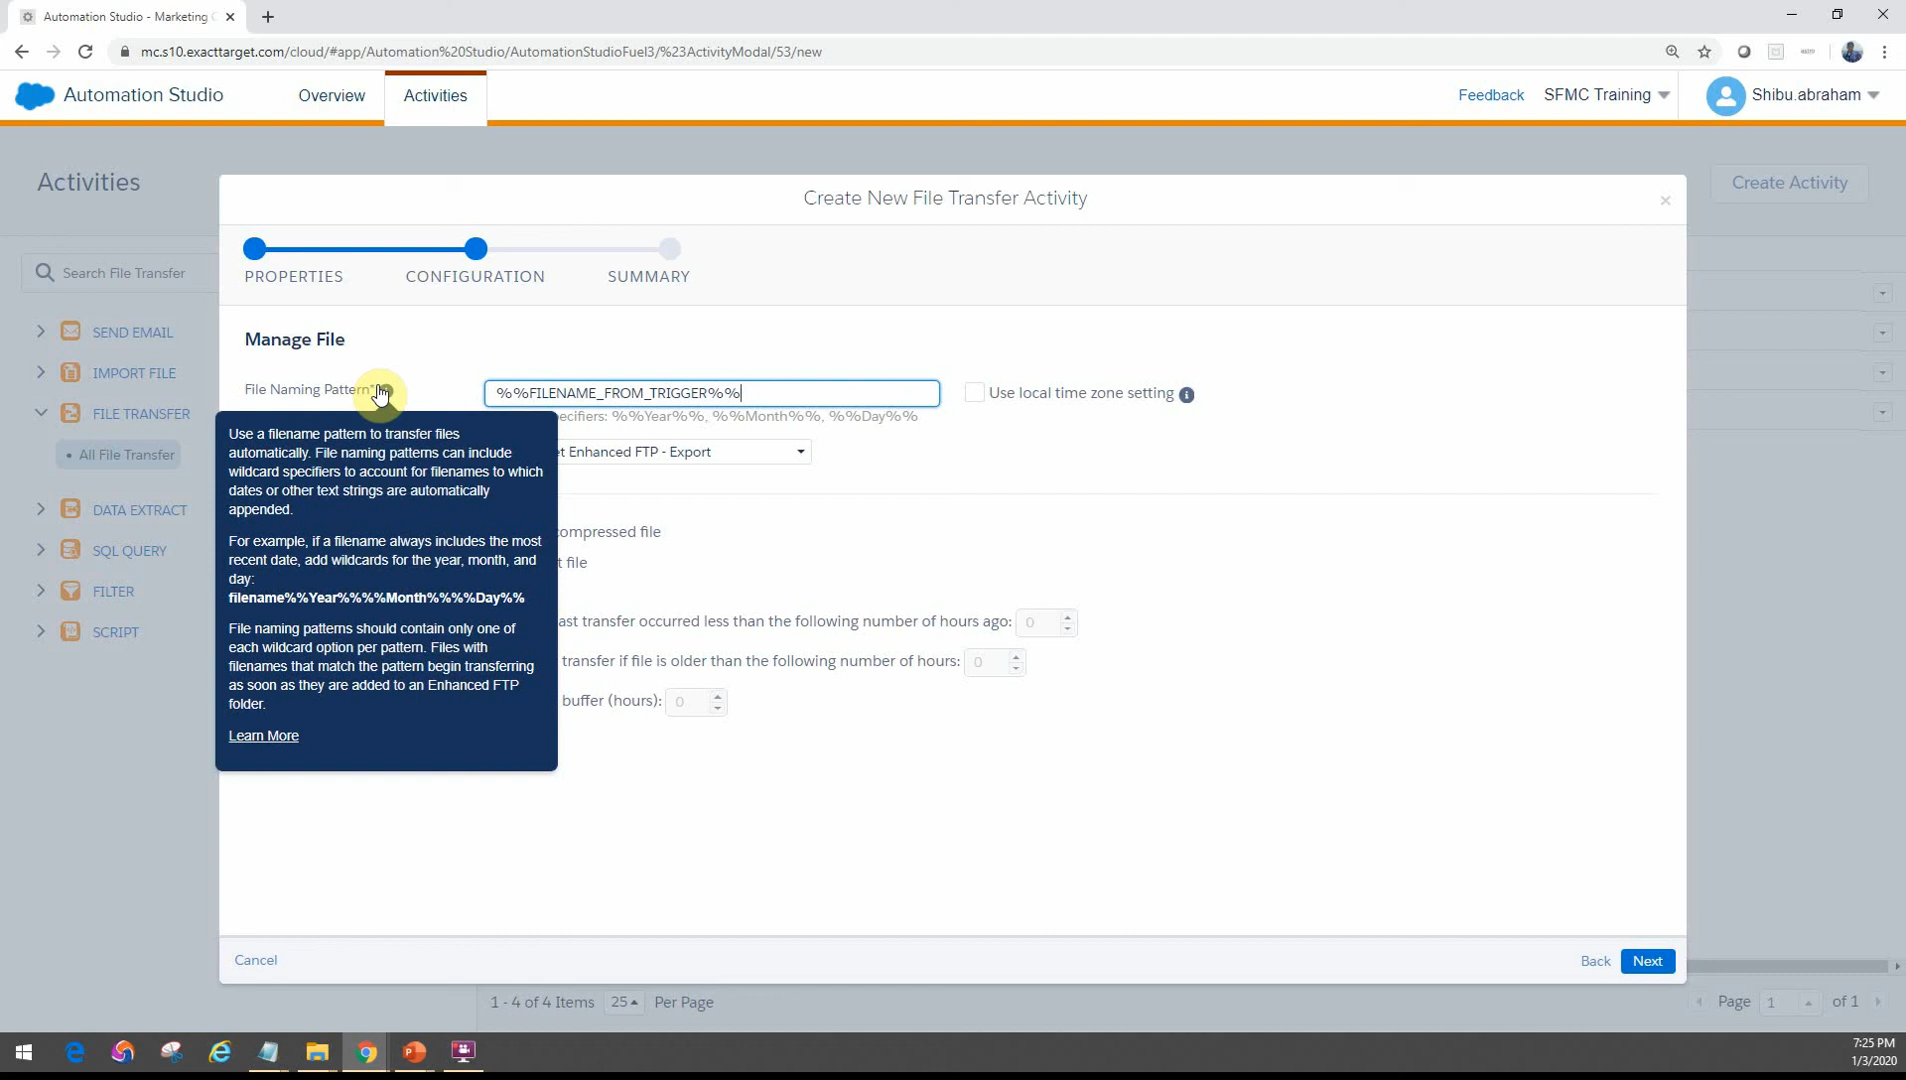 Automation Studio - Marketing C
mc.s10.exacttarget.com/cloud/#app/Automation%20Studio/AutomationStudioFuel3/%23ActivityModal/53/new
Automation Studio
Overview
Activities
Feedback
SFMC Training
Shibu.abraham
Activities
Create Activity
Create New File Transfer Activity
PROPERTIES
CONFIGURATION
SUMMARY
Search File Transfer
SEND EMAIL
IMPORT FILE
FILE TRANSFER
All File Transfer
DATA EXTRACT
SQL QUERY
FILTER
SCRIPT
Manage File
File Naming Pattern*
%%FILENAME_FROM_TRIGGER%%
Use local time zone setting
ecifiers: %%Year%%, %%Month%%, %%Day%%
et Enhanced FTP - Export
Use a filename pattern to transfer files
automatically. File naming patterns can include
wildcard specifiers to account for filenames to which
dates or other text strings are automatically
appended.
For example, if a filename always includes the most
recent date, add wildcards for the year, month, and
day:
filename%%Year%%%%Month%%%%Day%%
File naming patterns should contain only one of
each wildcard option per pattern. Files with
filenames that match the pattern begin transferring
as soon as they are added to an Enhanced FTP
folder.
Learn More
ompressed file
t file
ast transfer occurred less than the following number of hours ago: 0
transfer if file is older than the following number of hours: 0
buffer (hours): 0
Cancel
Back
Next
1 - 4 of 4 Items 25 Per Page
Page 1 of 1
7:25 PM
1/3/2020